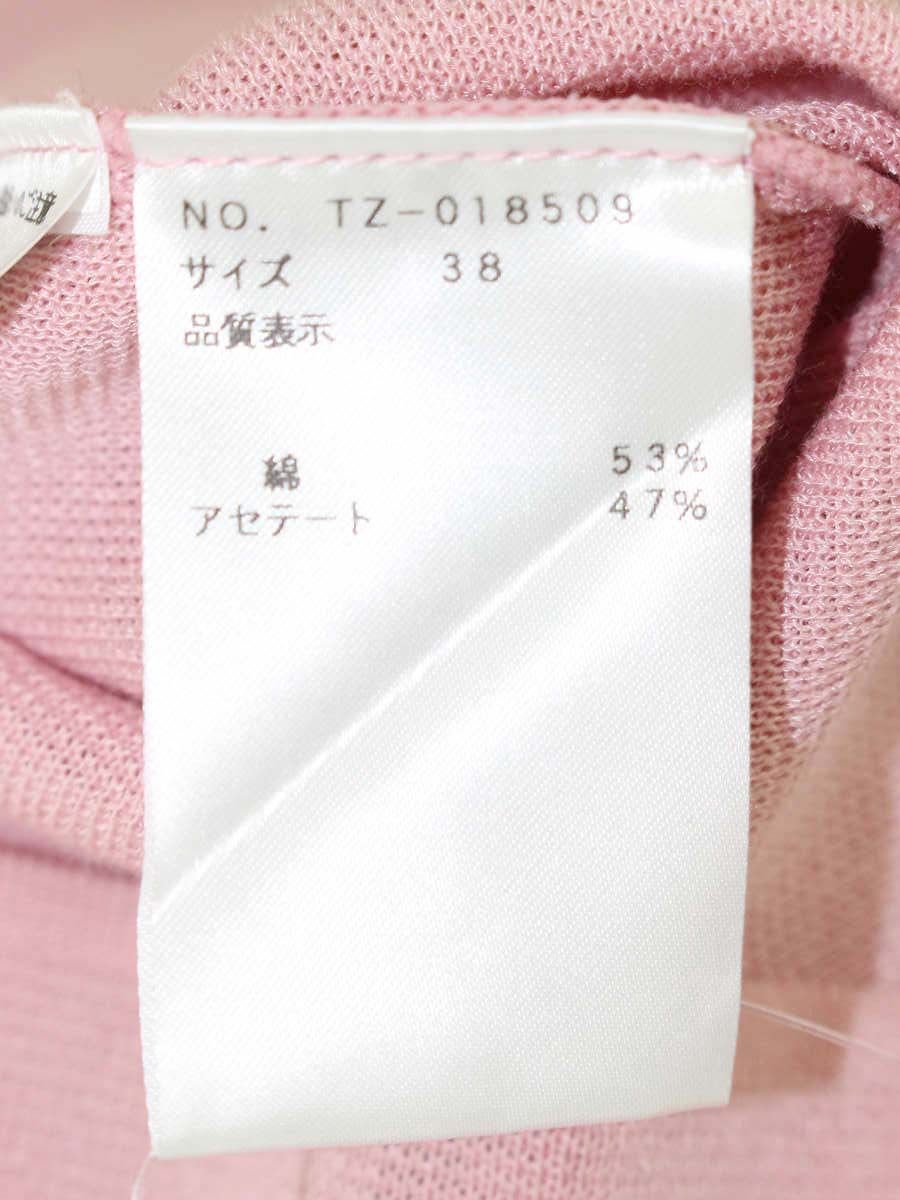 NO. TZ-018509
サイズ 38
品質表示
綿 53%
アセテート 47%